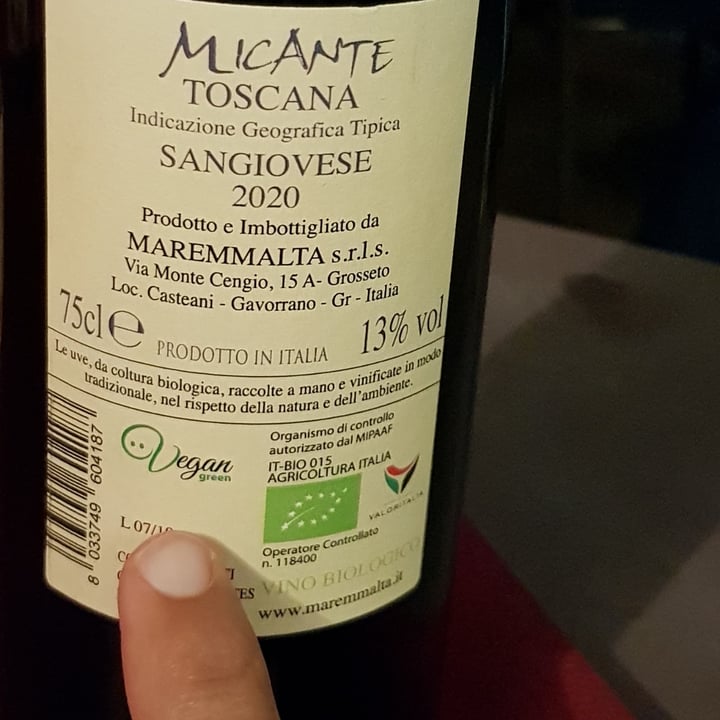 MICANTE
TOSCANA
Indicazione Geografica Tipica
SANGIOVESE
2020
Prodotto e Imbottigliato da
MAREMMALTA s.r.l.s.
Via Monte Cengio, 15 A- Grosseto
Loc. Casteani - Gavorrano - Gr - Italia
75cl e
PRODOTTO IN ITALIA
13% vol
Le uve, da coltura biologica, raccolte a mano e vinificate in modo
tradizionale, nel rispetto della natura e dell'ambiente.
8 033749 604187
Vegan
green
L 07/
Organismo di controllo
autorizzato dal MIPAAF
IT-BIO 015
AGRICOLTURA ITALIA
VALORITALIA
Operatore Controllato
n. 118400
VINO BIOLOGICO
www.maremmalta.it